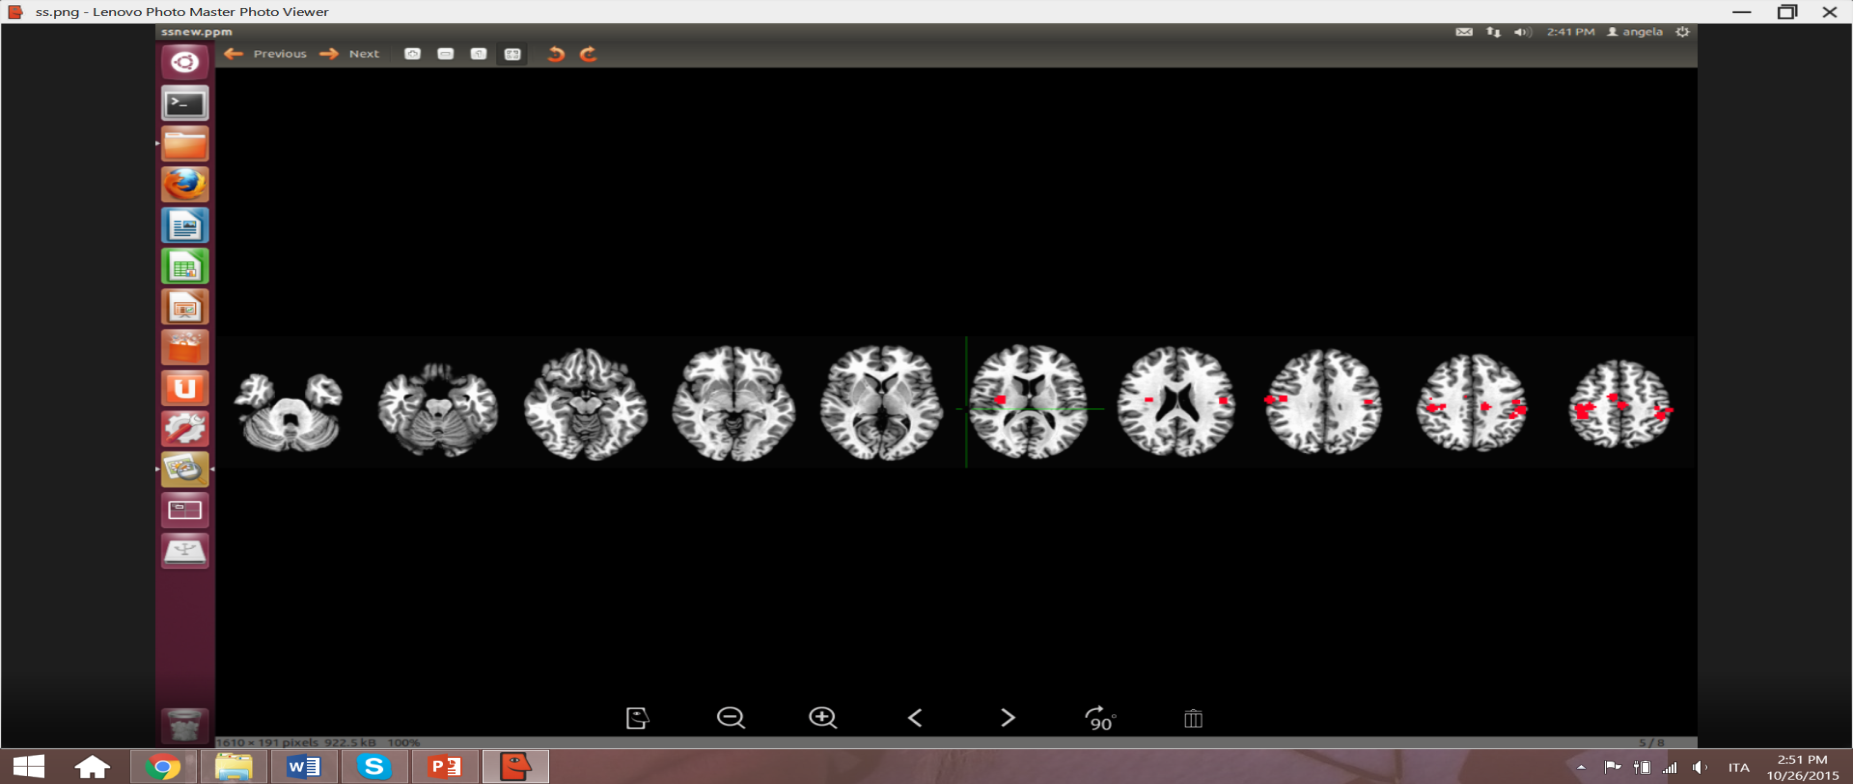 ss.png - Lenovo Photo Master Photo Viewer
ssnew.ppm
2:41 PM angela
Previous Next
90°
1610 × 191 pixels 922.5 kB 100%
5 / 8
ITA
2:51 PM
10/26/2015